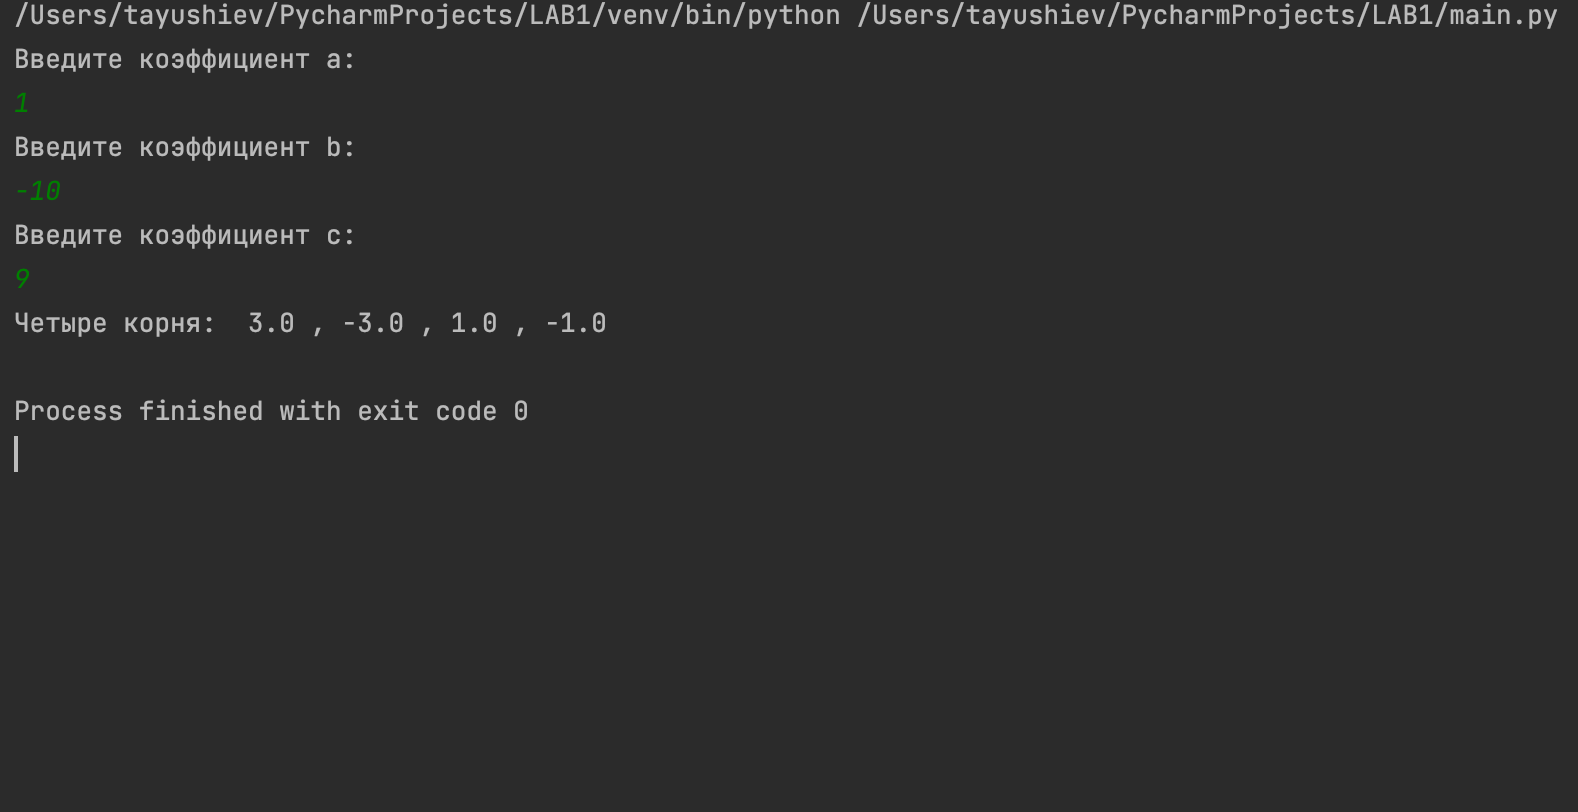 /Users/tayushiev/PycharmProjects/LAB1/venv/bin/python /Users/tayushiev/PycharmProjects/LAB1/main.py
Введите коэффициент a:
1
Введите коэффициент b:
-10
Введите коэффициент c:
9
Четыре корня:  3.0 , -3.0 , 1.0 , -1.0
Process finished with exit code 0